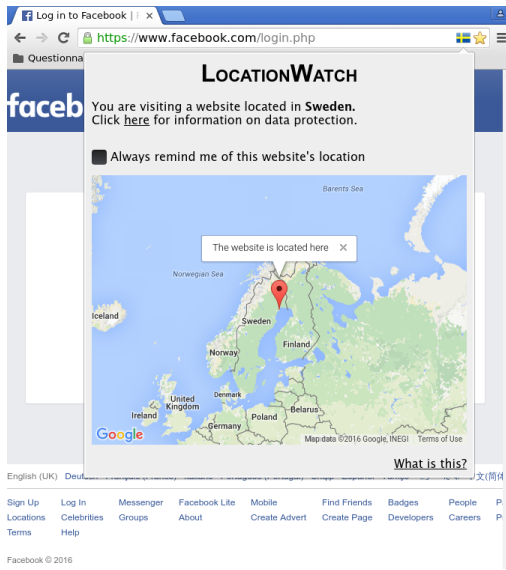 Log in to Facebook |
https://www.facebook.com/login.php
Questionna
faceb
LOCATIONWATCH
You are visiting a website located in Sweden.
Click here for information on data protection.
Always remind me of this website's location
Barents Sea
The website is located here
Norwegian Sea
Iceland
Sweden
Finland
Norway
United
Kingdom
Denmark
Ireland
Belarus
Poland
Germany
Google
Map data ©2016 Google, INEGI Terms of Use
What is this?
English (UK)
Sign Up Log In Messenger Facebook Lite Mobile Find Friends Badges People P
Locations Celebrities Groups About Create Advert Create Page Developers Careers P
Terms Help
Facebook © 2016